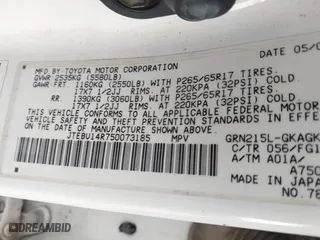 MFD BY: TOYOTA MOTOR CORPORATION DATE 05/0
GVWR 2535KG (5580LB)
GAWR FRT 1160KG (2550LB) WITH P265/65R17 TIRES,
17X7 1/2JJ RIMS, AT 220KPA (32PSI) COLD.
RR. 1390KG (3060LB) WITH P265/65R17 TIRES,
17X7 1/2JJ RIMS, AT 220KPA (32PSI) COLD.
THIS VEHICLE CONFORMS TO ALL APPLICABLE FEDERAL MOTOR
VEHICLE SAFETY AND BUMPER STANDARDS IN EFFECT ON THE
DATE OF MANUFACTURE SHOWN ABOVE.
JTEBU14R750073185 MPV GRN215L-GKAGK
C/TR 056/FG1
A/TM A01A/
A750
MADE IN JAPAN
NO. 78
AUTOBIDMASTER